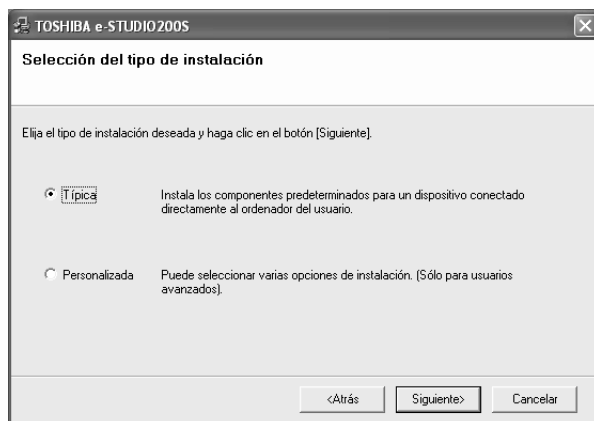 TOSHIBA e-STUDIO200S
Selección del tipo de instalación
Elija el tipo de instalación deseada y haga clic en el botón [Siguiente].
Típica
Instala los componentes predeterminados para un dispositivo conectado
directamente al ordenador del usuario.
Personalizada
Puede seleccionar varias opciones de instalación. (Sólo para usuarios
avanzados).
<Atrás
Siguiente>
Cancelar